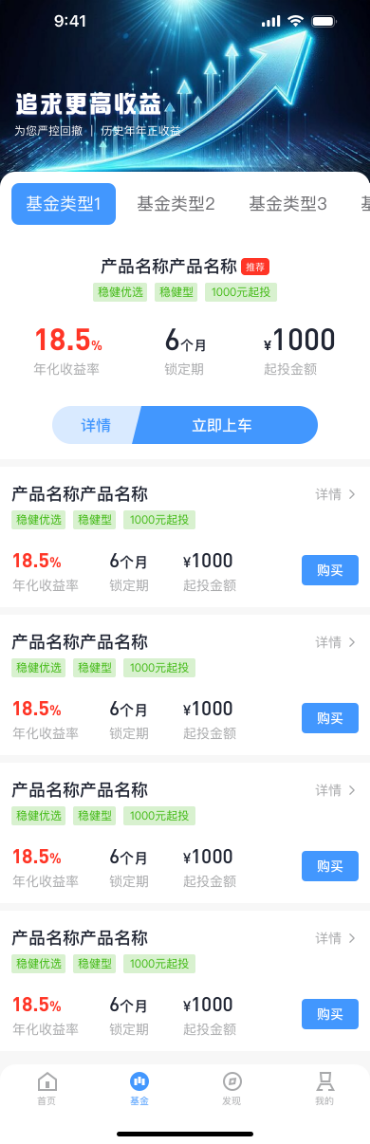 9:41
追求更高收益
为您严控回撤 | 历史年年正收益
基金类型1 基金类型2 基金类型3
产品名称产品名称 推荐
稳健优选 稳健型 1000元起投
18.5% 6个月 ¥1000
年化收益率 锁定期 起投金额
详情 立即上车
产品名称产品名称 详情
稳健优选 稳健型 1000元起投
18.5% 6个月 ¥1000
年化收益率 锁定期 起投金额 购买
产品名称产品名称 详情
稳健优选 稳健型 1000元起投
18.5% 6个月 ¥1000
年化收益率 锁定期 起投金额 购买
产品名称产品名称 详情
稳健优选 稳健型 1000元起投
18.5% 6个月 ¥1000
年化收益率 锁定期 起投金额 购买
产品名称产品名称 详情
稳健优选 稳健型 1000元起投
18.5% 6个月 ¥1000
年化收益率 锁定期 起投金额 购买
首页 基金 发现 我的